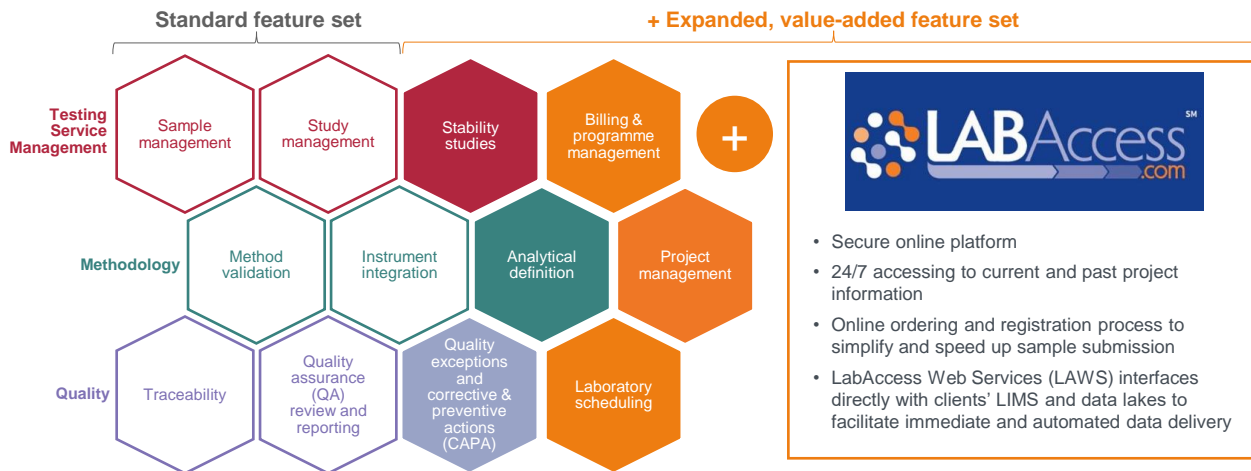 Standard feature set
+ Expanded, value-added feature set
Testing
Service
Management
Sample
management
Study
management
Stability
studies
Billing &
programme
management
+
Methodology
Method
validation
Instrument
integration
Analytical
definition
Project
management
Quality
Traceability
Quality
assurance
(QA)
review and
reporting
Quality
exceptions
and
corrective &
preventive
actions
(CAPA)
Laboratory
scheduling
LABAccess℠
.com
• Secure online platform
• 24/7 accessing to current and past project
information
• Online ordering and registration process to
simplify and speed up sample submission
• LabAccess Web Services (LAWS) interfaces
directly with clients’ LIMS and data lakes to
facilitate immediate and automated data delivery